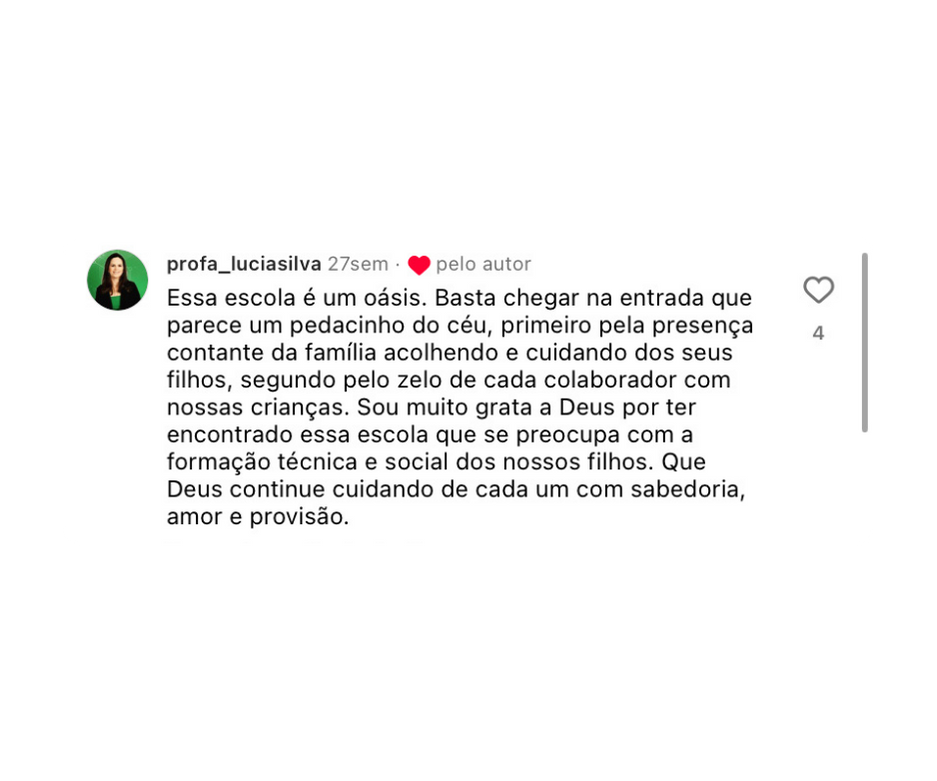 profa_luciasilva 27sem · ❤ pelo autor
Essa escola é um oásis. Basta chegar na entrada que
parece um pedacinho do céu, primeiro pela presença
contante da família acolhendo e cuidando dos seus
filhos, segundo pelo zelo de cada colaborador com
nossas crianças. Sou muito grata a Deus por ter
encontrado essa escola que se preocupa com a
formação técnica e social dos nossos filhos. Que
Deus continue cuidando de cada um com sabedoria,
amor e provisão.
4